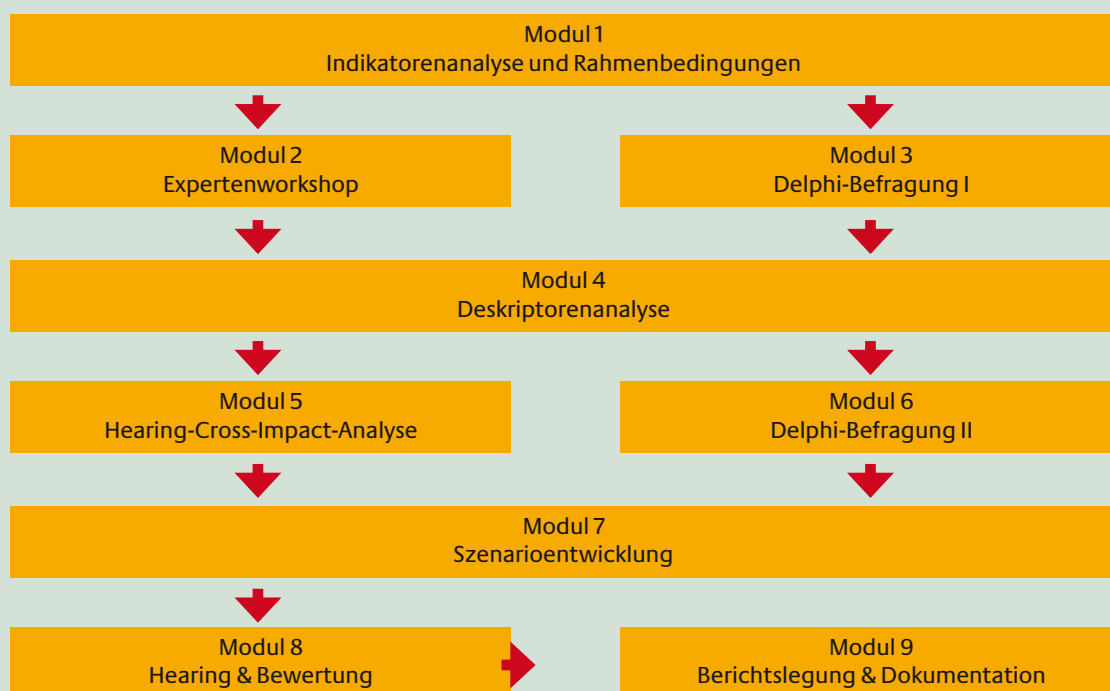 Modul 1
Indikatorenanalyse und Rahmenbedingungen
Modul 2
Expertenworkshop
Modul 3
Delphi-Befragung I
Modul 4
Deskriptorenanalyse
Modul 5
Hearing-Cross-Impact-Analyse
Modul 6
Delphi-Befragung II
Modul 7
Szenarioentwicklung
Modul 8
Hearing & Bewertung
Modul 9
Berichtslegung & Dokumentation